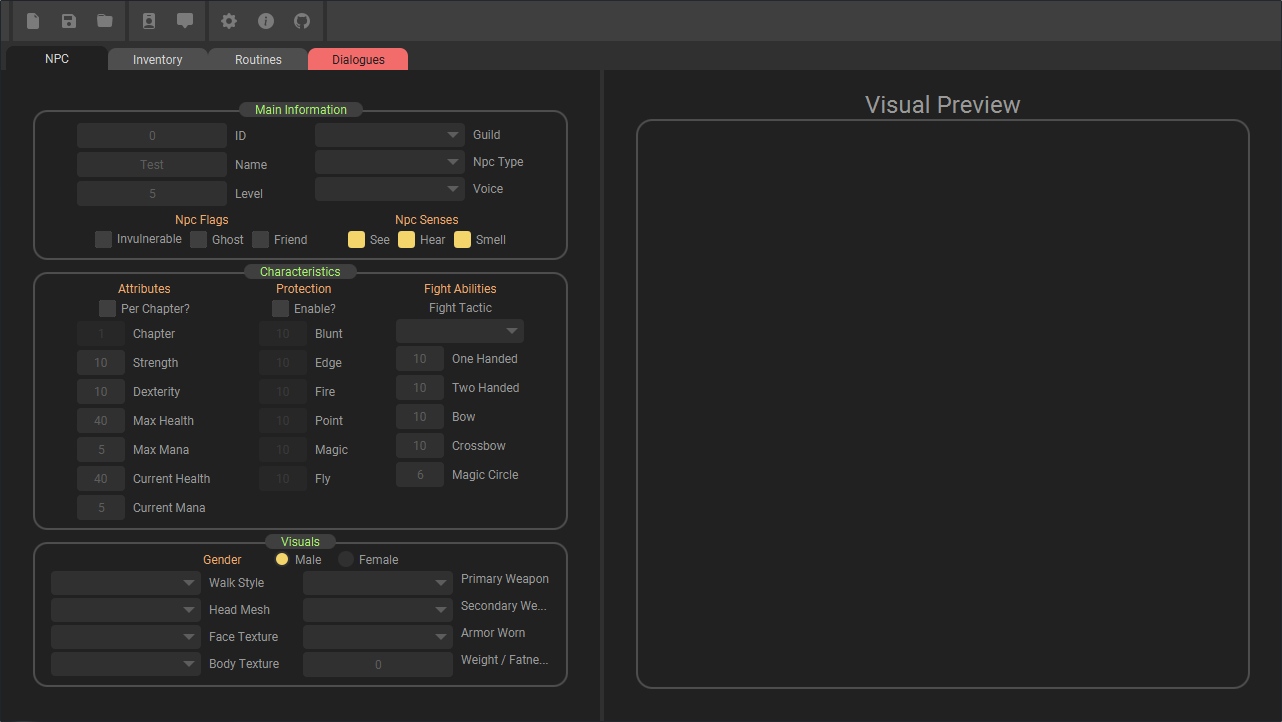 NPC
Inventory
Routines
Dialogues
Main Information
0 ID
Test Name
5 Level
Guild
Npc Type
Voice
Npc Flags
Invulnerable Ghost Friend
Npc Senses
See Hear Smell
Characteristics
Attributes
Per Chapter?
1 Chapter
10 Strength
10 Dexterity
40 Max Health
5 Max Mana
40 Current Health
5 Current Mana
Protection
Enable?
10 Blunt
10 Edge
10 Fire
10 Point
10 Magic
10 Fly
Fight Abilities
Fight Tactic
10 One Handed
10 Two Handed
10 Bow
10 Crossbow
6 Magic Circle
Visuals
Gender Male Female
Walk Style
Head Mesh
Face Texture
Body Texture
Primary Weapon
Secondary We...
Armor Worn
0 Weight / Fatne...
Visual Preview